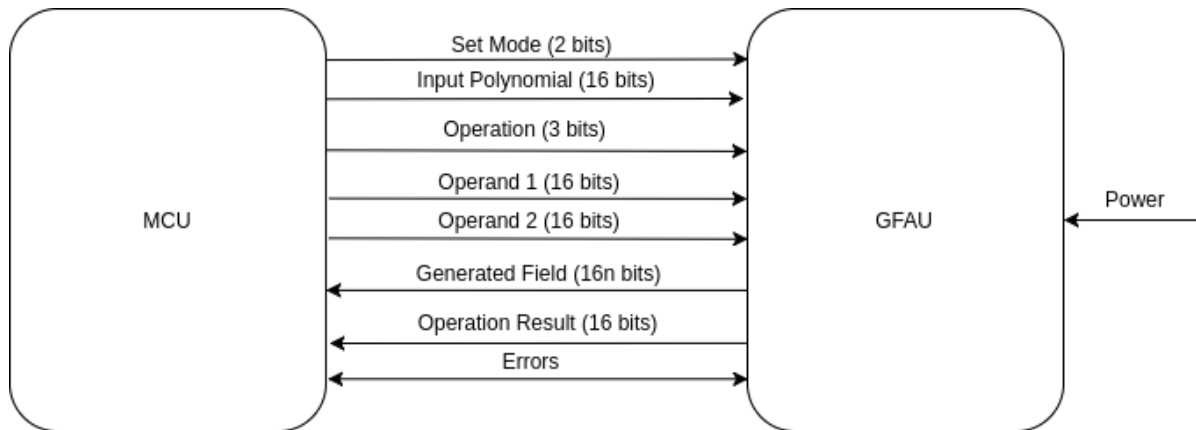 Set Mode (2 bits)
Input Polynomial (16 bits)
Operation (3 bits)
Operand 1 (16 bits)
Power
MCU
Operand 2 (16 bits)
GFAU
Generated Field (16n bits)
Operation Result (16 bits)
Errors